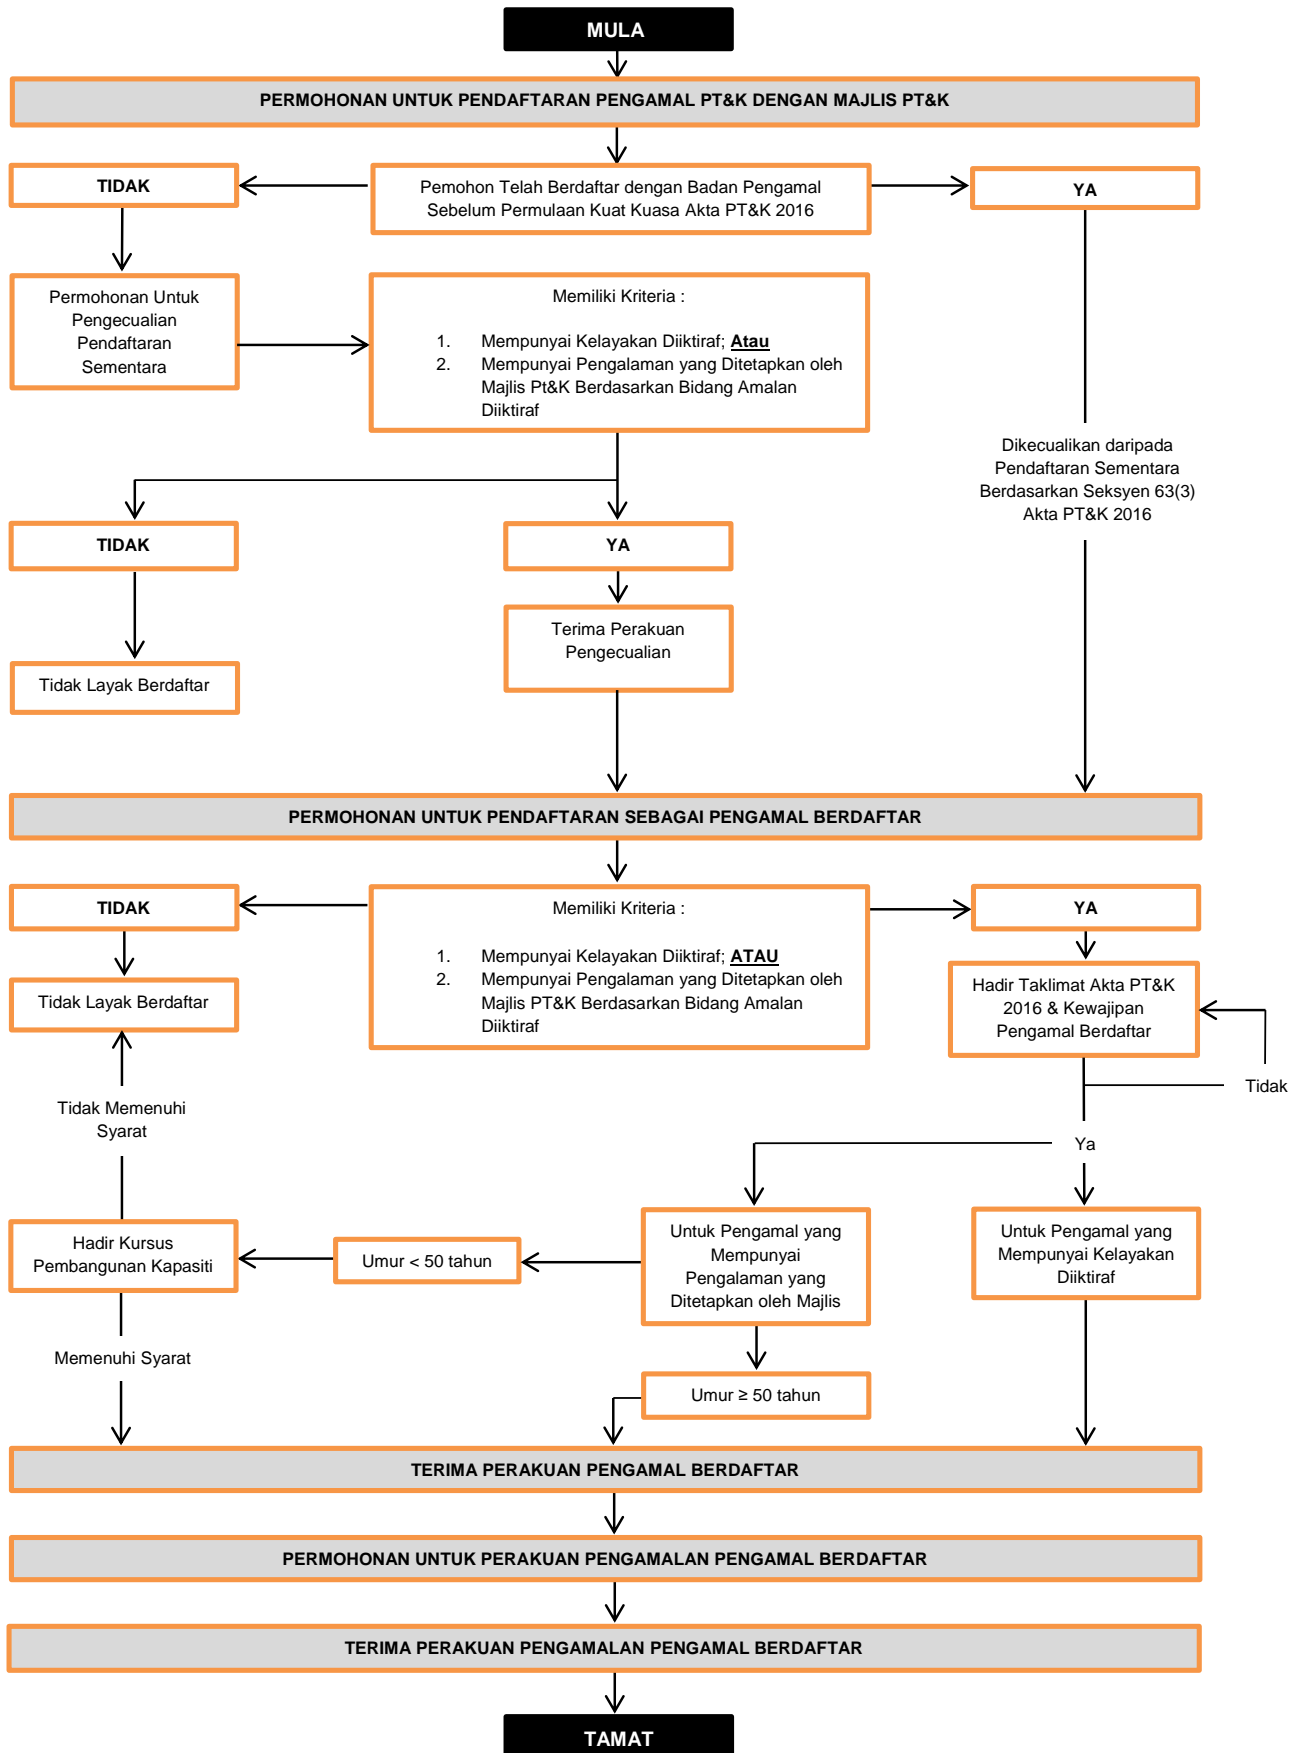 MULA
PERMOHONAN UNTUK PENDAFTARAN PENGAMAL PT&K DENGAN MAJLIS PT&K
TIDAK
Pemohon Telah Berdaftar dengan Badan Pengamal
Sebelum Permulaan Kuat Kuasa Akta PT&K 2016
YA
Permohonan Untuk
Pengecualian
Pendaftaran
Sementara
Memiliki Kriteria :
1. Mempunyai Kelayakan Diiktiraf; Atau
2. Mempunyai Pengalaman yang Ditetapkan oleh
Majlis Pt&K Berdasarkan Bidang Amalan
Diiktiraf
Dikecualikan daripada
Pendaftaran Sementara
Berdasarkan Seksyen 63(3)
Akta PT&K 2016
TIDAK
YA
Terima Perakuan
Pengecualian
Tidak Layak Berdaftar
PERMOHONAN UNTUK PENDAFTARAN SEBAGAI PENGAMAL BERDAFTAR
TIDAK
Memiliki Kriteria :
1. Mempunyai Kelayakan Diiktiraf; ATAU
2. Mempunyai Pengalaman yang Ditetapkan oleh
Majlis PT&K Berdasarkan Bidang Amalan
Diiktiraf
YA
Tidak Layak Berdaftar
Hadir Taklimat Akta PT&K
2016 & Kewajipan
Pengamal Berdaftar
Tidak
Tidak Memenuhi
Syarat
Ya
Hadir Kursus
Pembangunan Kapasiti
Umur < 50 tahun
Untuk Pengamal yang
Mempunyai
Pengalaman yang
Ditetapkan oleh Majlis
Untuk Pengamal yang
Mempunyai Kelayakan
Diiktiraf
Memenuhi Syarat
Umur ≥ 50 tahun
TERIMA PERAKUAN PENGAMAL BERDAFTAR
PERMOHONAN UNTUK PERAKUAN PENGAMALAN PENGAMAL BERDAFTAR
TERIMA PERAKUAN PENGAMALAN PENGAMAL BERDAFTAR
TAMAT